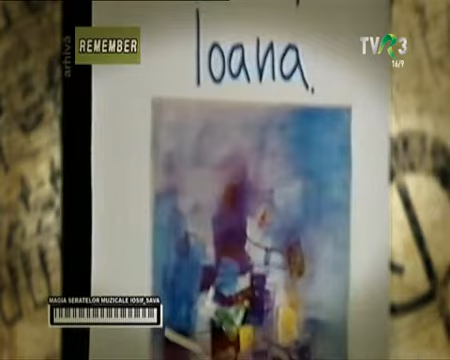 arhiva
REMEMBER
TVR3
16/9
Ioana.
MAGIA SERATELOR MUZICALE IOSIF SAVA